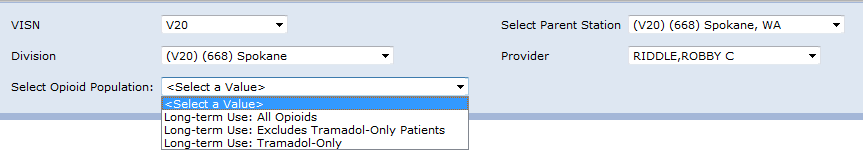 VISN V20 Select Parent Station (V20) (668) Spokane, WA
Division (V20) (668) Spokane Provider RIDDLE,ROBBY C
Select Opioid Population: <Select a Value>
<Select a Value>
Long-term Use: All Opioids
Long-term Use: Excludes Tramadol-Only Patients
Long-term Use: Tramadol-Only